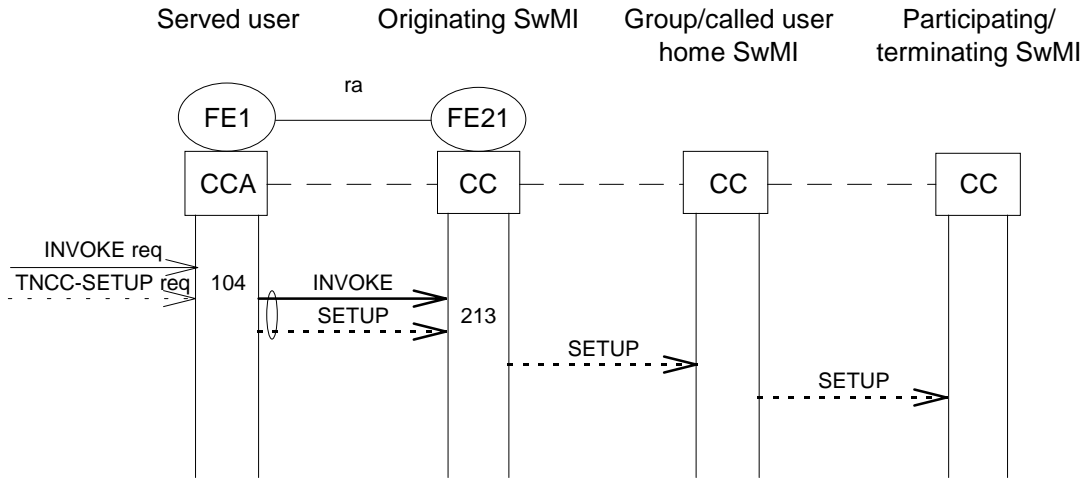 Served user
Originating SwMI
Group/called user
home SwMI
Participating/
terminating SwMI
ra
FE1
FE21
CCA
CC
CC
CC
INVOKE req
TNCC-SETUP req
104
INVOKE
SETUP
213
SETUP
SETUP